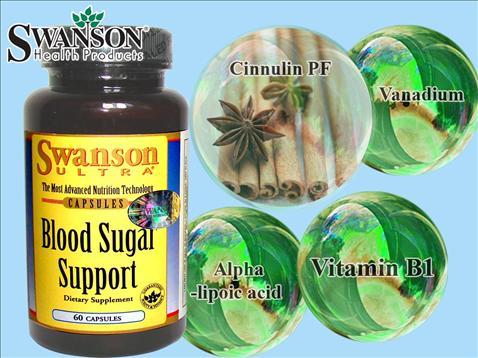 SWANSON®
Health Products
Swanson
ULTRA
The Most Advanced Nutrition Technology
CAPSULES
Blood Sugar
Support
Dietary Supplement
60 CAPSULES
Cinnulin PF
Vanadium
Alpha
-lipoic acid
Vitamin B1